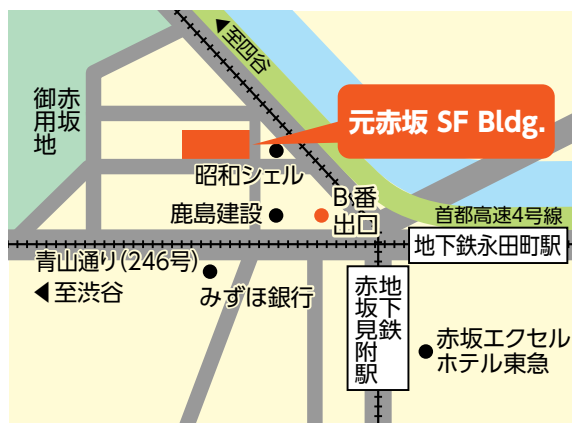 至四谷
赤坂
御用地
元赤坂 SF Bldg.
昭和シェル
鹿島建設
B番
出口
首都高速4号線
地下鉄永田町駅
青山通り(246号)
至渋谷
みずほ銀行
地下鉄
赤坂見附駅
赤坂エクセル
ホテル東急